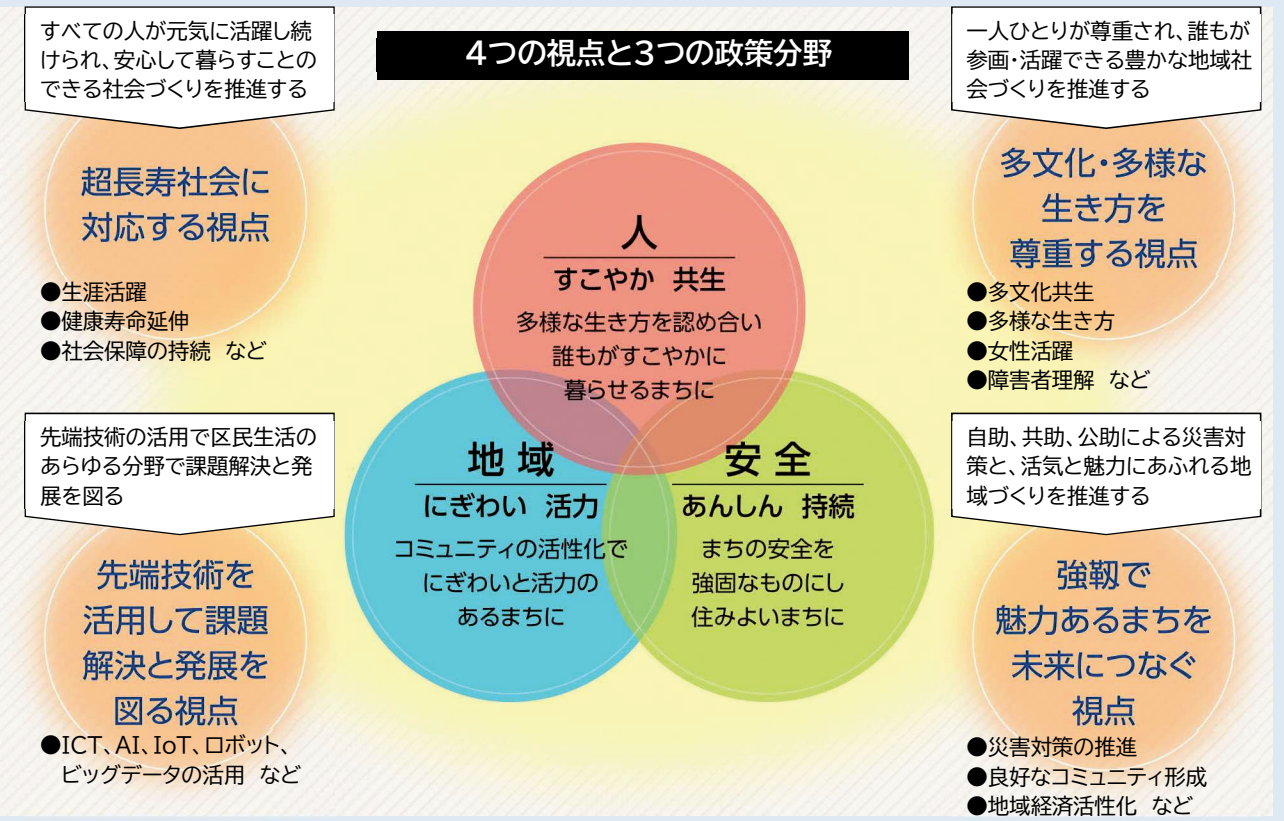 4つの視点と3つの政策分野
すべての人が元気に活躍し続
けられ、安心して暮らすことの
できる社会づくりを推進する
超長寿社会に
対応する視点
●生涯活躍
●健康寿命延伸
●社会保障の持続 など
一人ひとりが尊重され、誰もが
参画・活躍できる豊かな地域社
会づくりを推進する
多文化・多様な
生き方を
尊重する視点
●多文化共生
●多様な生き方
●女性活躍
●障害者理解 など
人
すこやか 共生
多様な生き方を認め合い
誰もがすこやかに
暮らせるまちに
地域
にぎわい 活力
コミュニティの活性化で
にぎわいと活力の
あるまちに
安全
あんしん 持続
まちの安全を
強固なものにし
住みよいまちに
先端技術の活用で区民生活の
あらゆる分野で課題解決と発
展を図る
先端技術を
活用して課題
解決と発展を
図る視点
●ICT、AI、IoT、ロボット、
ビッグデータの活用 など
自助、共助、公助による災害対
策と、活気と魅力にあふれる地
域づくりを推進する
強靱で
魅力あるまちを
未来につなぐ
視点
●災害対策の推進
●良好なコミュニティ形成
●地域経済活性化 など